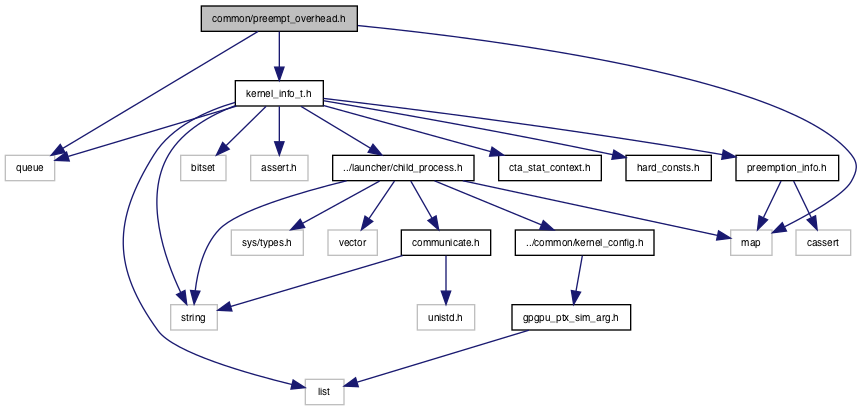 common/preempt_overhead.h
kernel_info_t.h
queue
bitset
assert.h
../launcher/child_process.h
cta_stat_context.h
hard_consts.h
preemption_info.h
sys/types.h
vector
communicate.h
../common/kernel_config.h
map
cassert
string
unistd.h
gpgpu_ptx_sim_arg.h
list